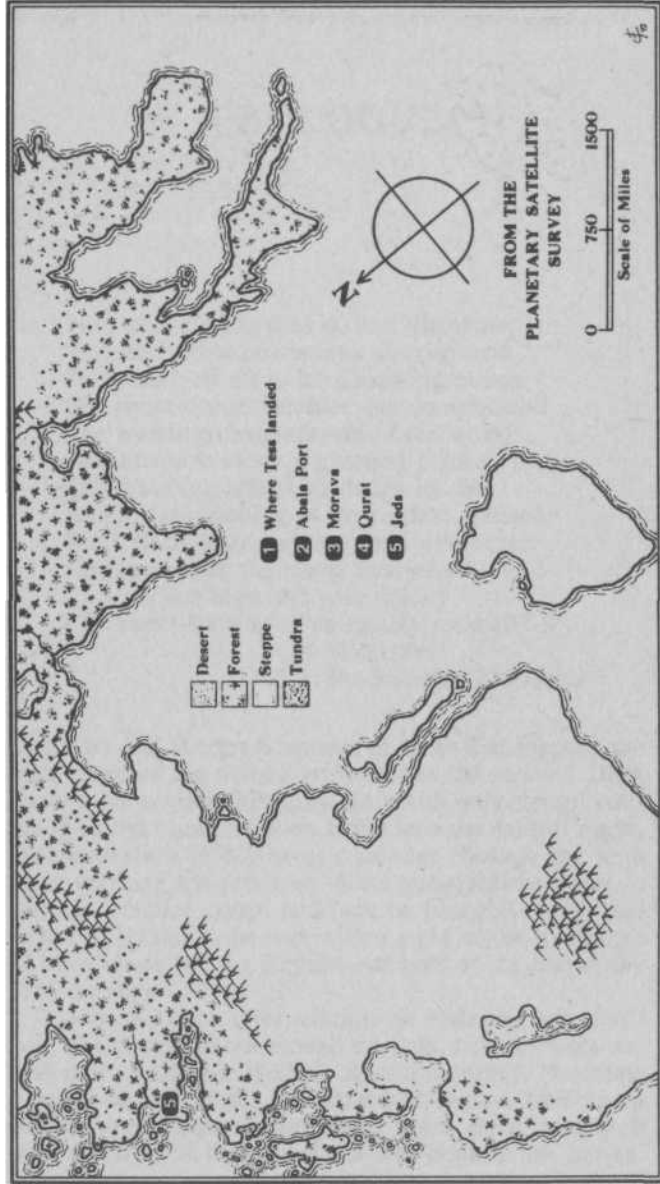 Desert
Forest
Steppe
Tundra
1 Where Tess landed
2 Abala Port
3 Morava
4 Qurat
5 Jeds
5
N
FROM THE
PLANETARY SATELLITE
SURVEY
0 750 1500
Scale of Miles